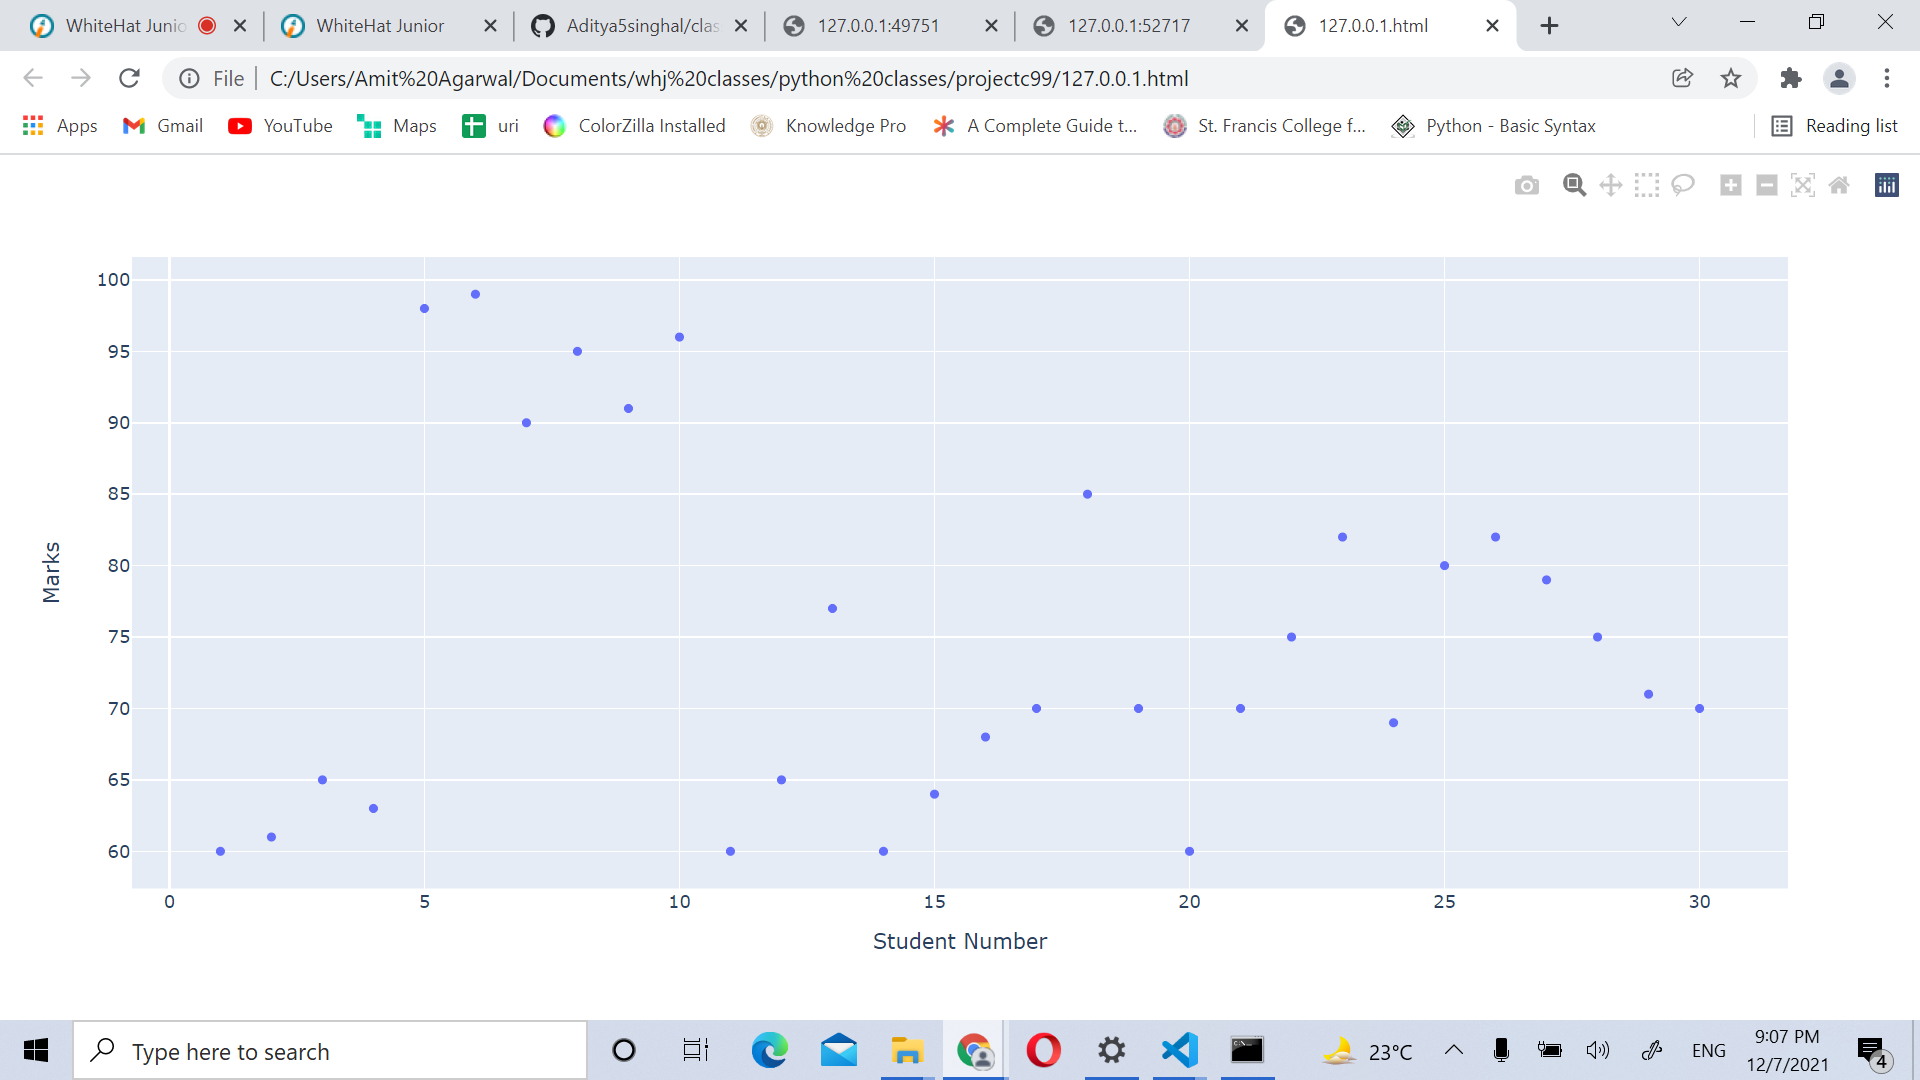 WhiteHat Junio
WhiteHat Junior
Aditya5singhal/clas
127.0.0.1:49751
127.0.0.1:52717
127.0.0.1.html
File C:/Users/Amit%20Agarwal/Documents/whj%20classes/python%20classes/projectc99/127.0.0.1.html
Apps
Gmail
YouTube
Maps
uri
ColorZilla Installed
Knowledge Pro
A Complete Guide t...
St. Francis College f...
Python - Basic Syntax
Reading list
100
95
90
85
80
75
70
65
60
Marks
0 5 10 15 20 25 30
Student Number
Type here to search
23°C
ENG
9:07 PM
12/7/2021
4